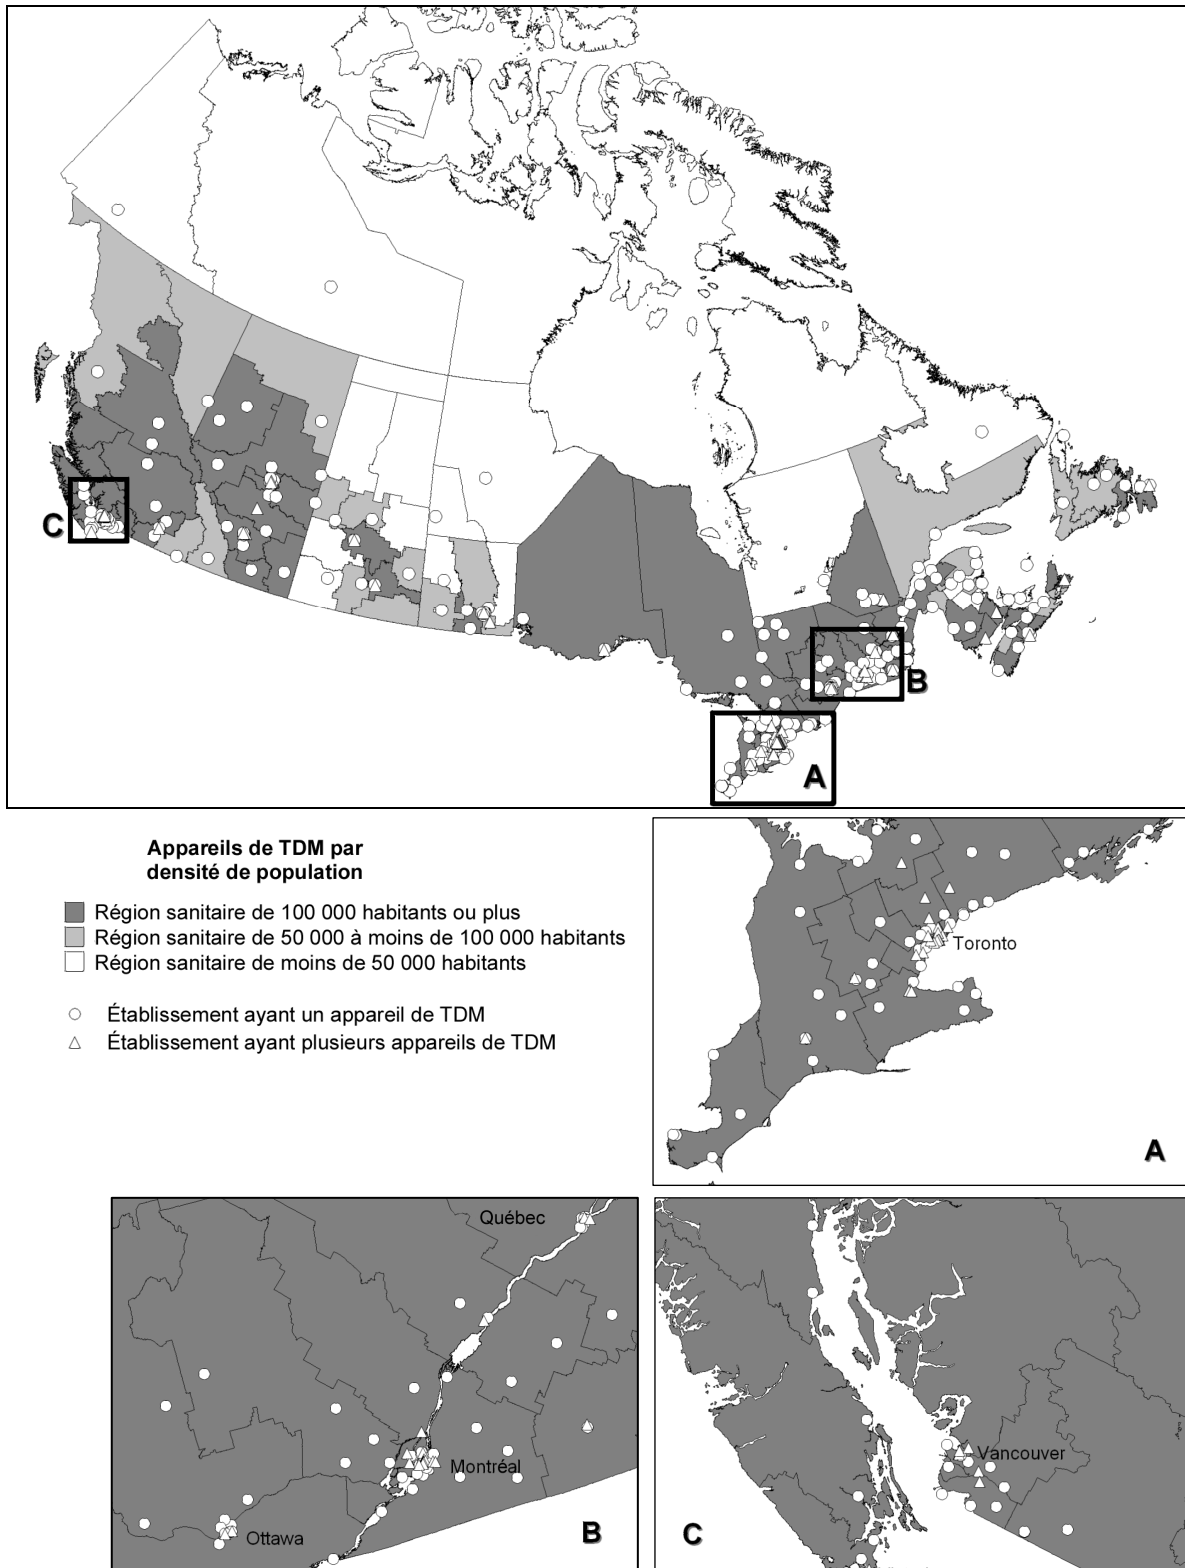 C
B
A
Appareils de TDM par
densité de population
Région sanitaire de 100 000 habitants ou plus
Région sanitaire de 50 000 à moins de 100 000 habitants
Région sanitaire de moins de 50 000 habitants
Établissement ayant un appareil de TDM
Établissement ayant plusieurs appareils de TDM
Toronto
A
Québec
Montréal
Ottawa
B
Vancouver
C